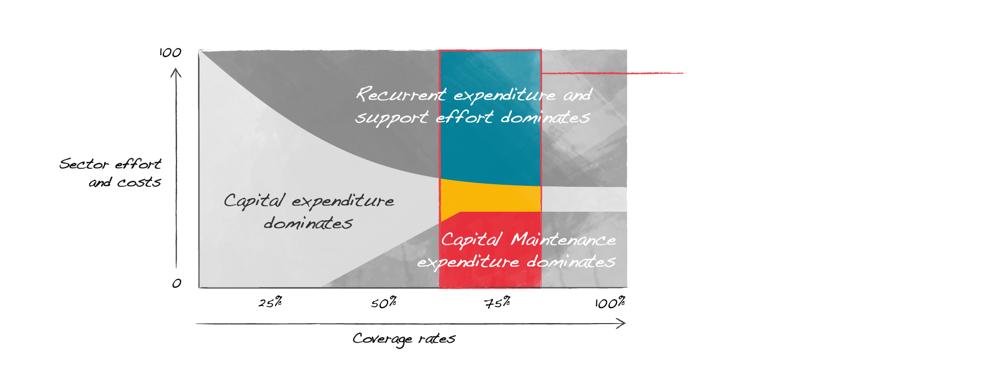 100
Recurrent expenditure and
support effort dominates
Sector effort
and costs
Capital expenditure
dominates
Capital Maintenance
expenditure dominates
0
25%
50%
75%
100%
Coverage rates